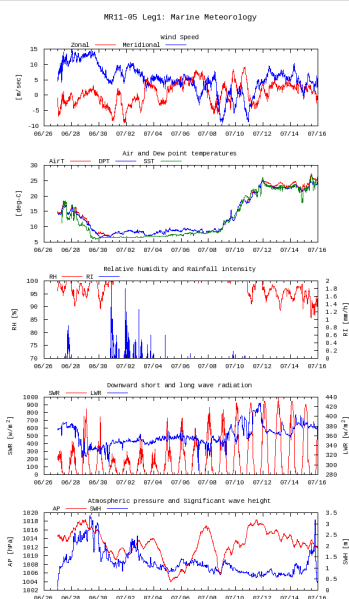 MR11-05 Leg1: Marine Meteorology
Wind Speed
Zonal Meridional
[m/sec]
15
10
5
0
-5
-10
06/26 06/28 06/30 07/02 07/04 07/06 07/08 07/10 07/12 07/14 07/16
Air and Dew point temperatures
AirT DPT SST
[deg-C]
30
25
20
15
10
5
06/26 06/28 06/30 07/02 07/04 07/06 07/08 07/10 07/12 07/14 07/16
Relative humidity and Rainfall intensity
RH RI
RH [%]
100
95
90
85
80
75
70
2
1.8
1.6
1.4
1.2
1
0.8
0.6
0.4
0.2
0
RI [mm/h]
06/26 06/28 06/30 07/02 07/04 07/06 07/08 07/10 07/12 07/14 07/16
Downward short and long wave radiation
SWR LWR
SWR [W/m²]
1000
900
800
700
600
500
400
300
200
100
0
440
420
400
380
360
340
320
300
280
LWR [W/m²]
06/26 06/28 06/30 07/02 07/04 07/06 07/08 07/10 07/12 07/14 07/16
Atmospheric pressure and Significant wave height
AP SWH
AP [hPa]
1020
1018
1016
1014
1012
1010
1008
1006
1004
1002
3.5
3
2.5
2
1.5
1
0.5
0
SWH [m]
06/26 06/28 06/30 07/02 07/04 07/06 07/08 07/10 07/12 07/14 07/16